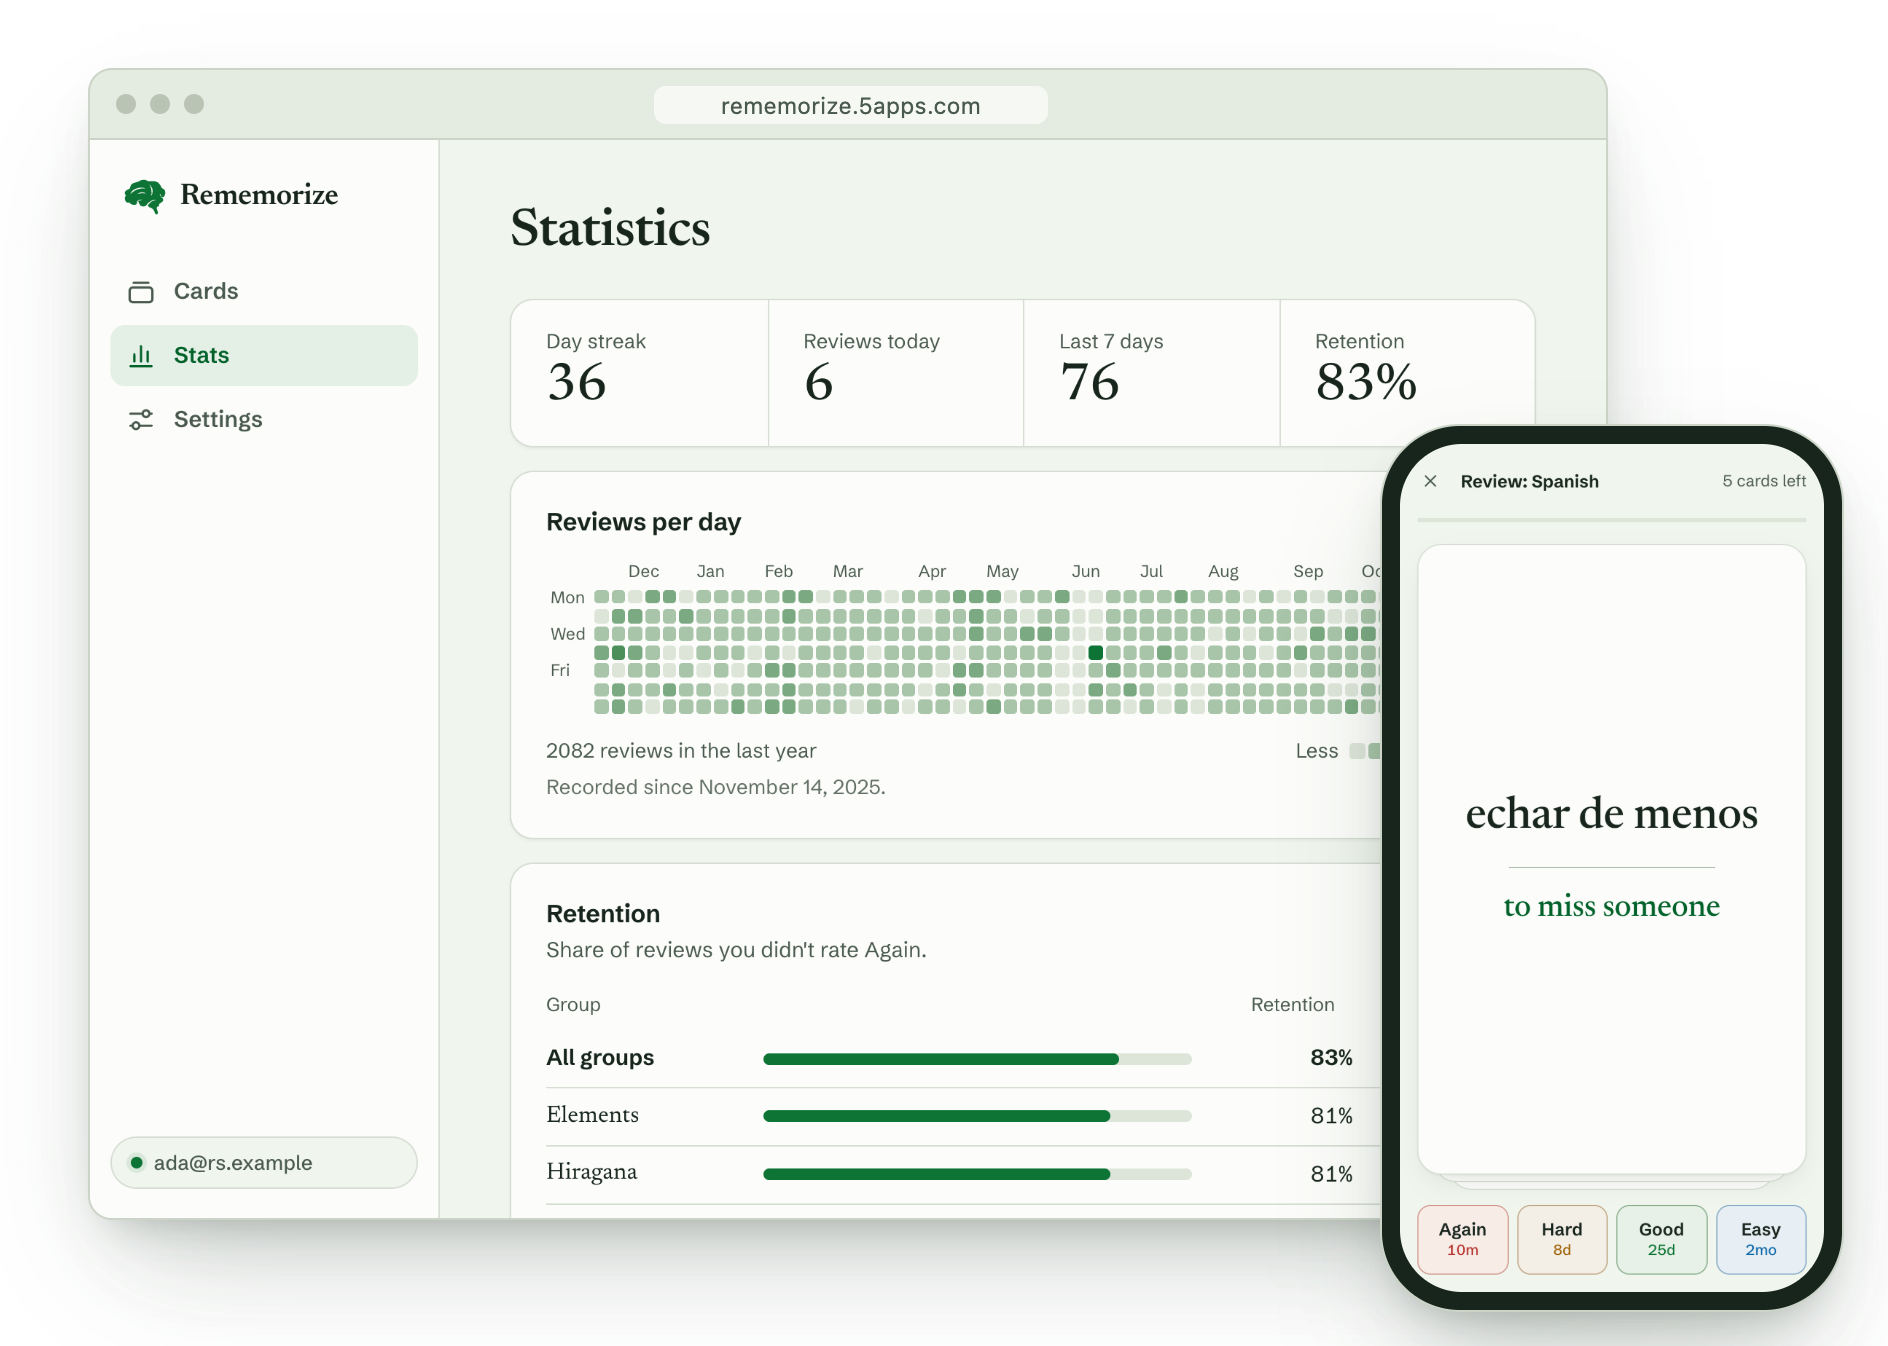 rememorize.5apps.com
Rememorize
Cards
Stats
Settings
ada@rs.example
Statistics
Day streak
36
Reviews today
6
Last 7 days
76
Retention
83%
Reviews per day
Dec Jan Feb Mar Apr May Jun Jul Aug Sep
Mon
Wed
Fri
2082 reviews in the last year
Less
Recorded since November 14, 2025.
Retention
Share of reviews you didn't rate Again.
Group Retention
All groups 83%
Elements 81%
Hiragana 81%
Review: Spanish 5 cards left
echar de menos
to miss someone
Again Hard Good Easy
10m 8d 25d 2mo